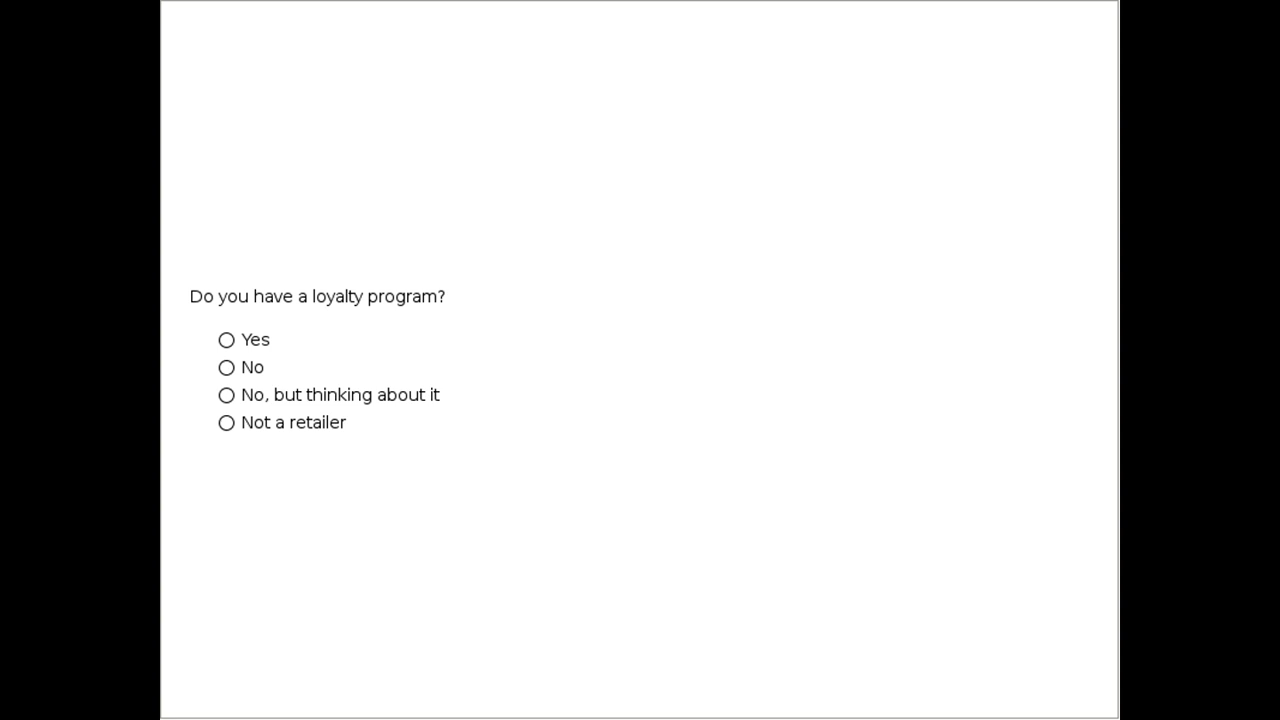 Do you have a loyalty program?
Yes
No
No, but thinking about it
Not a retailer